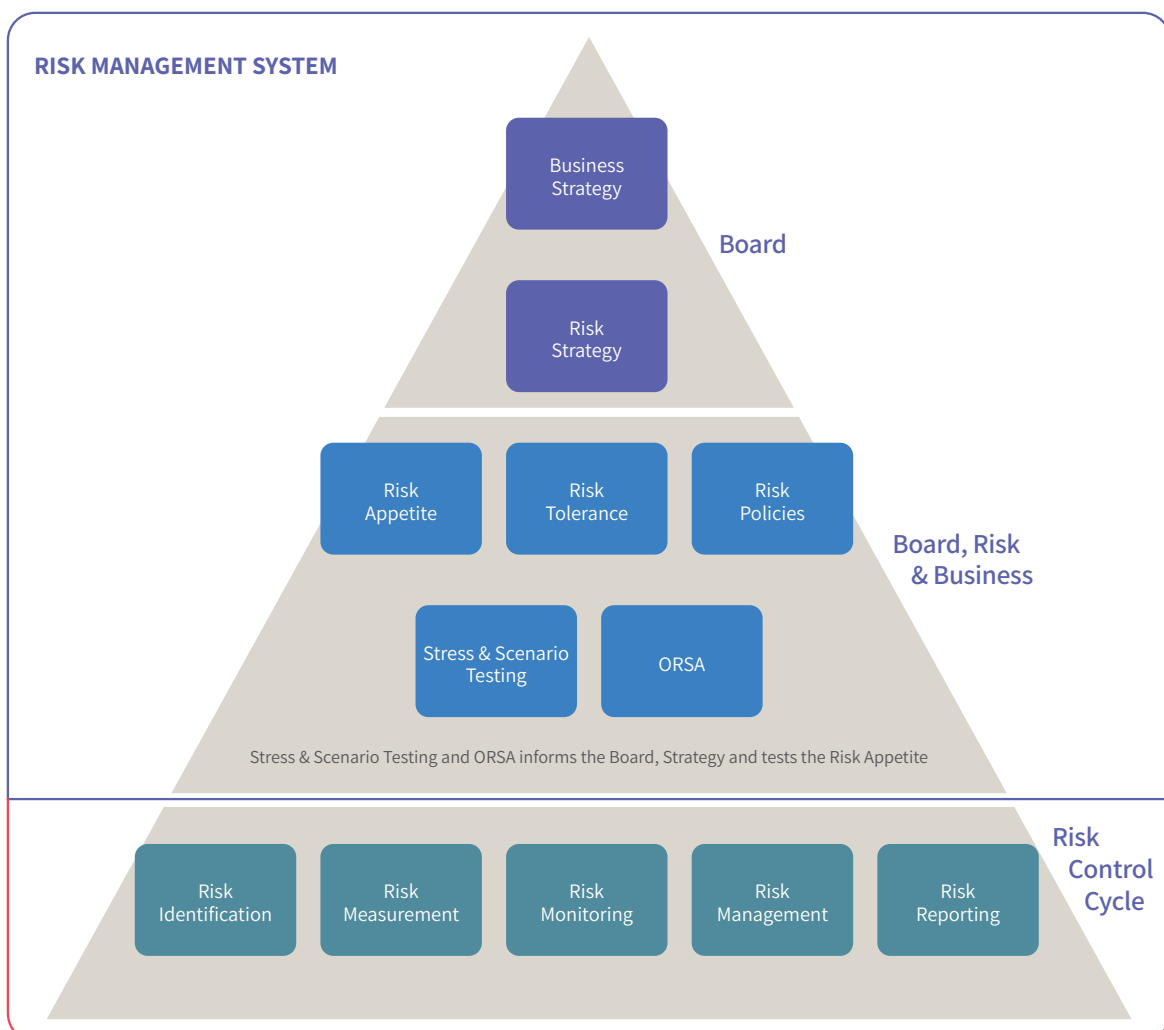 RISK MANAGEMENT SYSTEM
Business
Strategy
Board
Risk
Strategy
Risk
Appetite
Risk
Tolerance
Risk
Policies
Board, Risk
& Business
Stress & Scenario
Testing
ORSA
Stress & Scenario Testing and ORSA informs the Board, Strategy and tests the Risk Appetite
Risk
Control
Cycle
Risk
Identification
Risk
Measurement
Risk
Monitoring
Risk
Management
Risk
Reporting